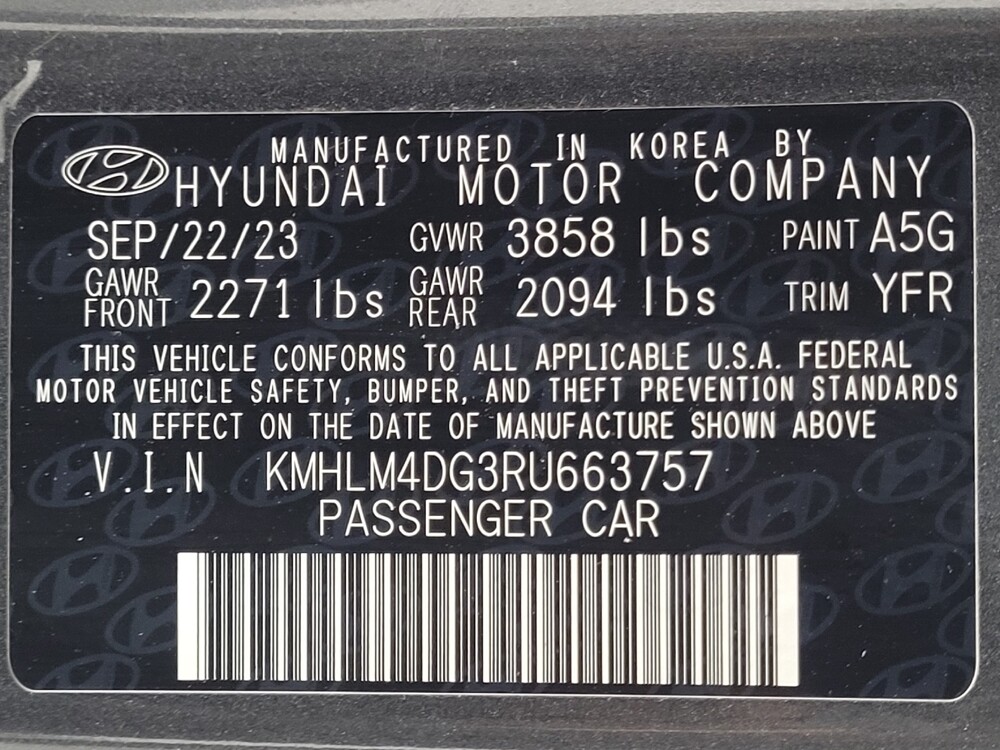 MANUFACTURED IN KOREA BY
HYUNDAI MOTOR COMPANY
SEP/22/23 GVWR 3858 lbs PAINT A5G
GAWR FRONT 2271 lbs GAWR REAR 2094 lbs TRIM YFR
THIS VEHICLE CONFORMS TO ALL APPLICABLE U.S.A. FEDERAL
MOTOR VEHICLE SAFETY, BUMPER, AND THEFT PREVENTION STANDARDS
IN EFFECT ON THE DATE OF MANUFACTURE SHOWN ABOVE
V.I.N KMHLM4DG3RU663757
PASSENGER CAR